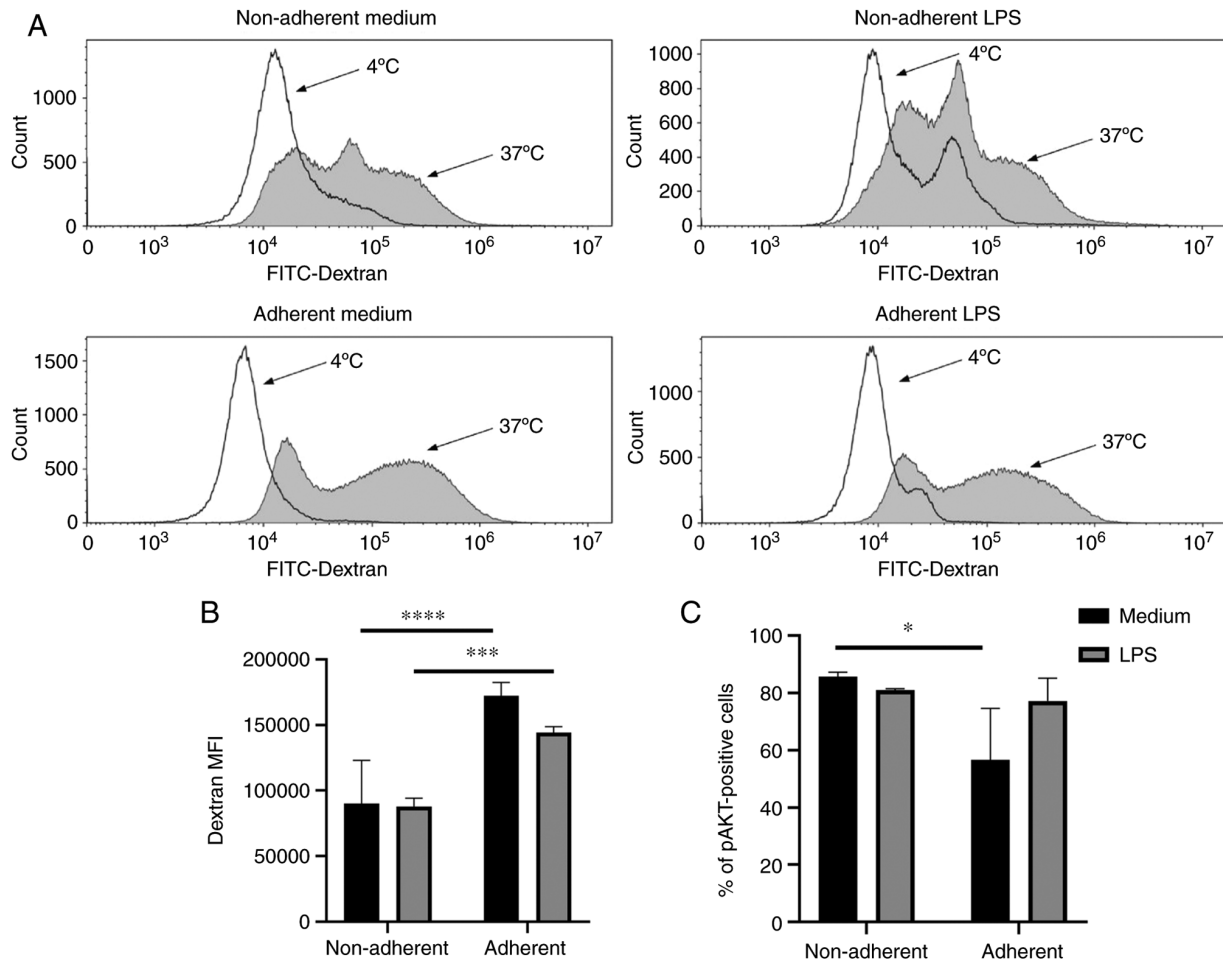 A
Non-adherent medium
Count
1000
500
0
4ºC
37ºC
0 10³ 10⁴ 10⁵ 10⁶ 10⁷
FITC-Dextran
Non-adherent LPS
Count
1000
800
600
400
200
0
4ºC
37ºC
0 10³ 10⁴ 10⁵ 10⁶ 10⁷
FITC-Dextran
Adherent medium
Count
1500
1000
500
0
4ºC
37ºC
0 10³ 10⁴ 10⁵ 10⁶ 10⁷
FITC-Dextran
Adherent LPS
Count
1000
500
0
4ºC
37ºC
0 10³ 10⁴ 10⁵ 10⁶ 10⁷
FITC-Dextran
B
****
***
Dextran MFI
200000
150000
100000
50000
0
Non-adherent Adherent
C
*
Medium
LPS
% of pAKT-positive cells
100
80
60
40
20
0
Non-adherent Adherent